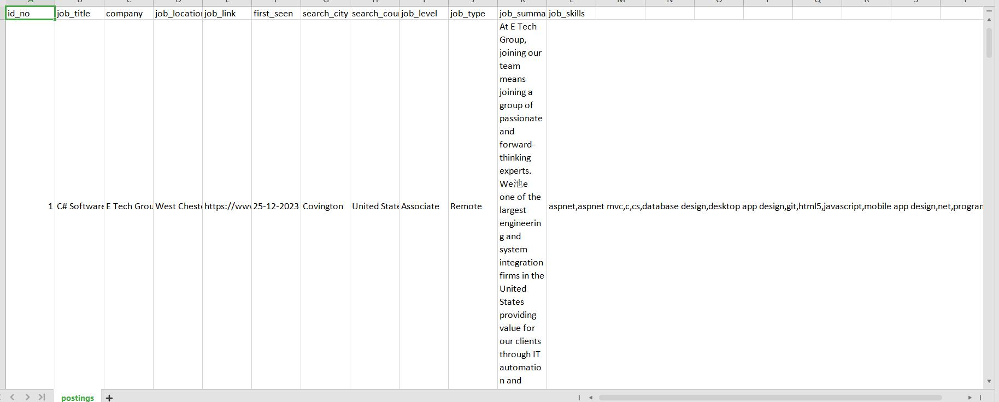 id_no job_title company job_location job_link first_seen search_city search_cou job_level job_type job_summa job_skills
At E Tech
Group,
joining our
team
means
joining a
group of
passionate
and
forward-
thinking
experts.
We池e
one of the
largest
1 C# Software E Tech Grou West Cheste https://www 25-12-2023 Covington United State Associate Remote aspnet,aspnet mvc,c,cs,database design,desktop app design,git,html5,javascript,mobile app design,net,program
engineerin
g and
system
integration
firms in the
United
States
providing
value for
our clients
through IT
automatio
n and
postings